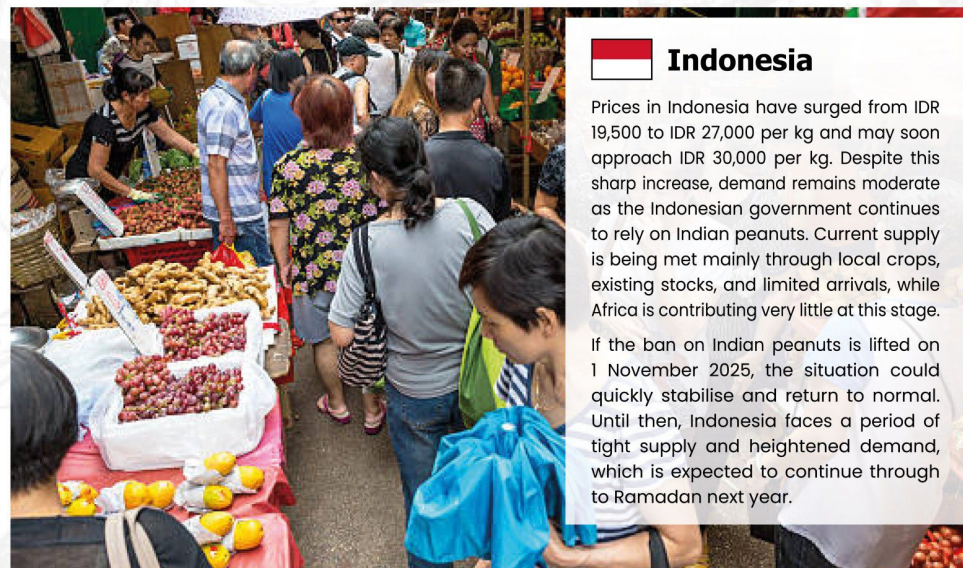 Indonesia
Prices in Indonesia have surged from IDR
19,500 to IDR 27,000 per kg and may soon
approach IDR 30,000 per kg. Despite this
sharp increase, demand remains moderate
as the Indonesian government continues
to rely on Indian peanuts. Current supply
is being met mainly through local crops,
existing stocks, and limited arrivals, while
Africa is contributing very little at this stage.
If the ban on Indian peanuts is lifted on
1 November 2025, the situation could
quickly stabilise and return to normal.
Until then, Indonesia faces a period of
tight supply and heightened demand,
which is expected to continue through
to Ramadan next year.